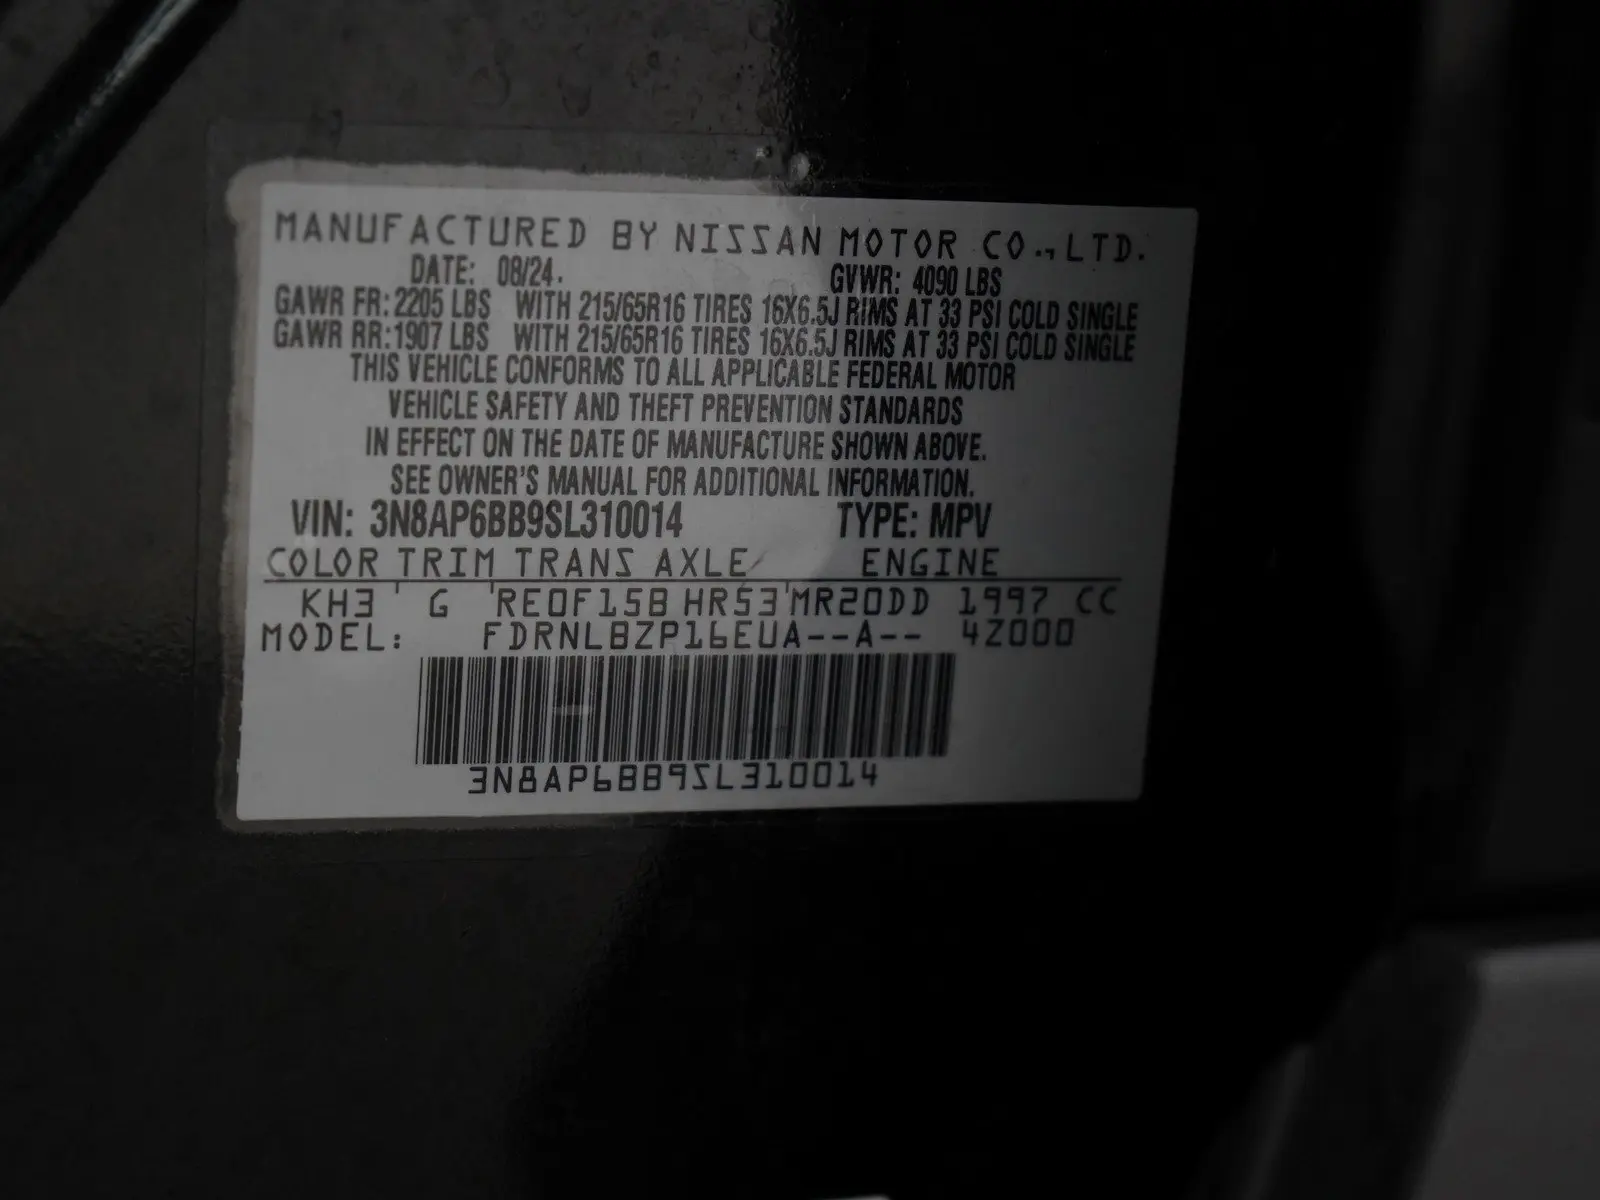 MANUFACTURED BY NISSAN MOTOR CO.,LTD.
DATE: 08/24. GVWR: 4090 LBS
GAWR FR: 2205 LBS WITH 215/65R16 TIRES 16X6.5J RIMS AT 33 PSI COLD SINGLE
GAWR RR: 1907 LBS WITH 215/65R16 TIRES 16X6.5J RIMS AT 33 PSI COLD SINGLE
THIS VEHICLE CONFORMS TO ALL APPLICABLE FEDERAL MOTOR
VEHICLE SAFETY AND THEFT PREVENTION STANDARDS
IN EFFECT ON THE DATE OF MANUFACTURE SHOWN ABOVE.
SEE OWNER'S MANUAL FOR ADDITIONAL INFORMATION.
VIN: 3N8AP6BB9SL310014 TYPE: MPV
COLOR TRIM TRANS AXLE ENGINE
KH3 G RE0F15B HR53 MR20DD 1997 CC
MODEL: FDRNLBZP16EUA--A-- 4Z000
3N8AP6BB9SL310014